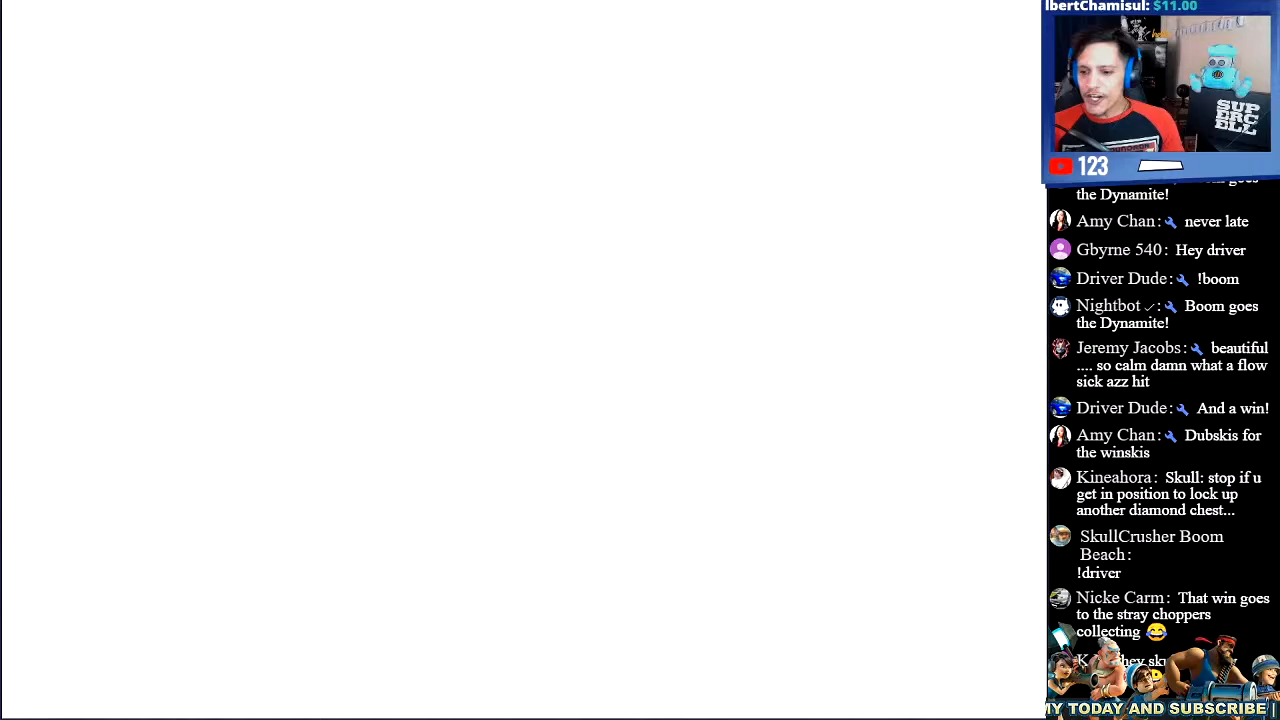 lbertChamisul: $11.00
SUP
ERC
ELL
123
the Dynamite!
Amy Chan: never late
Gbyrne 540: Hey driver
Driver Dude: !boom
Nightbot: Boom goes
the Dynamite!
Jeremy Jacobs: beautiful
.... so calm damn what a flow
sick azz hit
Driver Dude: And a win!
Amy Chan: Dubskis for
the winskis
Kineahora: Skull: stop if u
get in position to lock up
another diamond chest...
SkullCrusher Boom
Beach:
!driver
Nicke Carm: That win goes
to the stray choppers
collecting 😂
MY TODAY AND SUBSCRIBE |